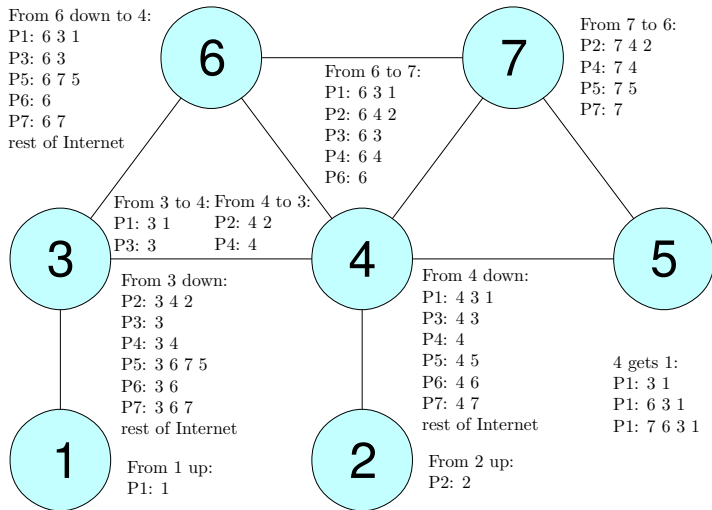 From 6 down to 4:
P1: 6 3 1
P3: 6 3
P5: 6 7 5
P6: 6
P7: 6 7
rest of Internet
6
From 6 to 7:
P1: 6 3 1
P2: 6 4 2
P3: 6 3
P4: 6 4
P6: 6
7
From 7 to 6:
P2: 7 4 2
P4: 7 4
P5: 7 5
P7: 7
3
From 3 to 4:
P1: 3 1
P3: 3
From 4 to 3:
P2: 4 2
P4: 4
4
5
From 3 down:
P2: 3 4 2
P3: 3
P4: 3 4
P5: 3 6 7 5
P6: 3 6
P7: 3 6 7
rest of Internet
From 4 down:
P1: 4 3 1
P3: 4 3
P4: 4
P5: 4 5
P6: 4 6
P7: 4 7
rest of Internet
4 gets 1:
P1: 3 1
P1: 6 3 1
P1: 7 6 3 1
1
From 1 up:
P1: 1
2
From 2 up:
P2: 2